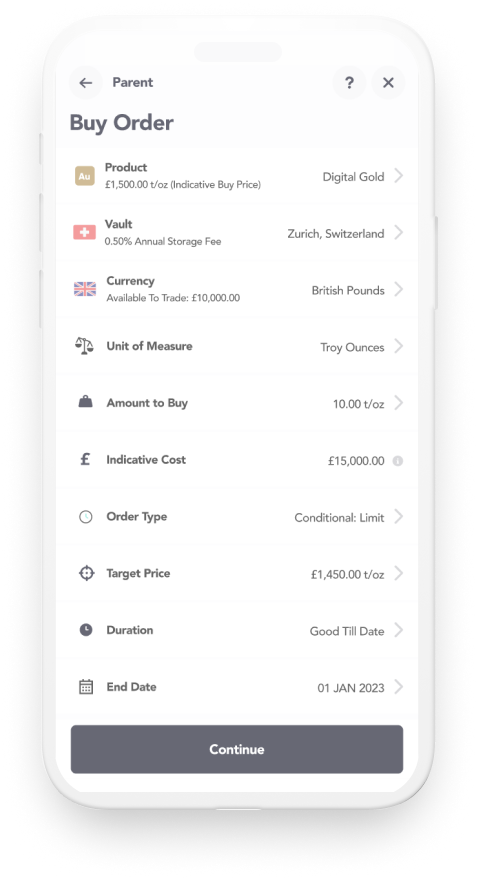 Parent
?
Buy Order
Au
Product
£1,500.00 t/oz (Indicative Buy Price)
Digital Gold
Vault
0.50% Annual Storage Fee
Zurich, Switzerland
Currency
Available To Trade: £10,000.00
British Pounds
Unit of Measure
Troy Ounces
Amount to Buy
10.00 t/oz
£
Indicative Cost
£15,000.00
i
Order Type
Conditional: Limit
Target Price
£1,450.00 t/oz
Duration
Good Till Date
End Date
01 JAN 2023
Continue